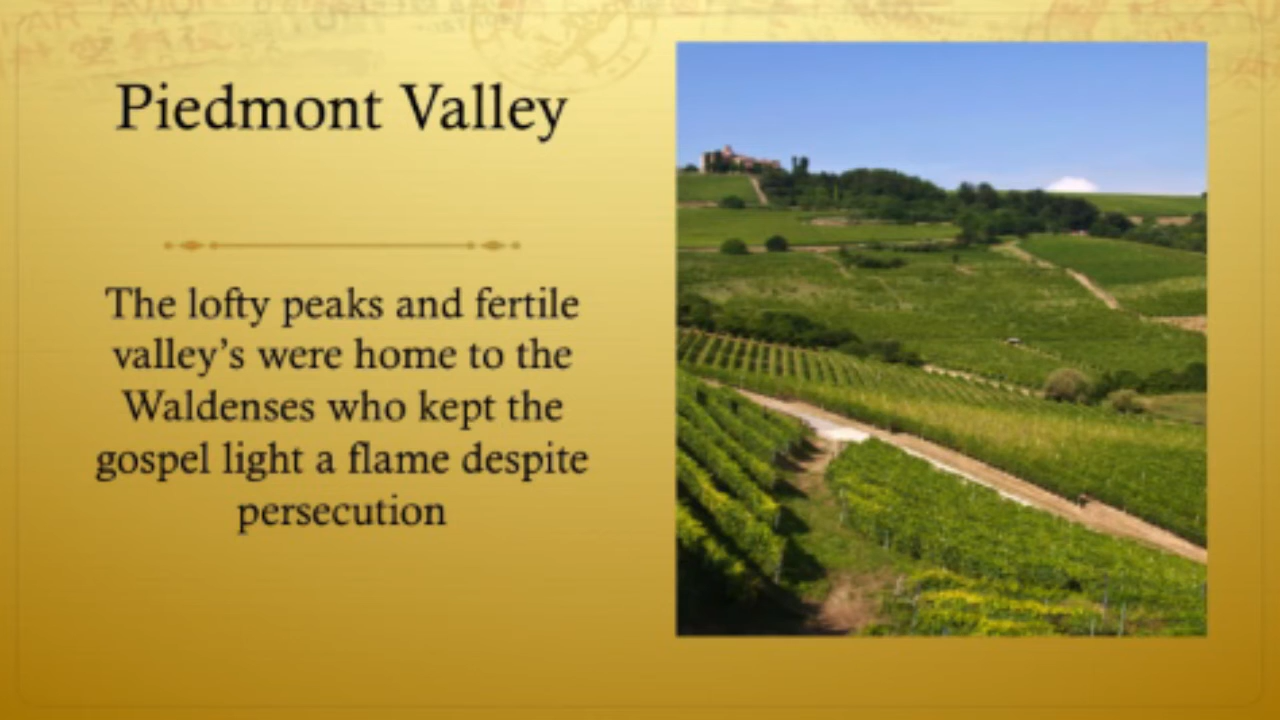 Piedmont Valley
The lofty peaks and fertile
valley's were home to the
Waldenses who kept the
gospel light a flame despite
persecution